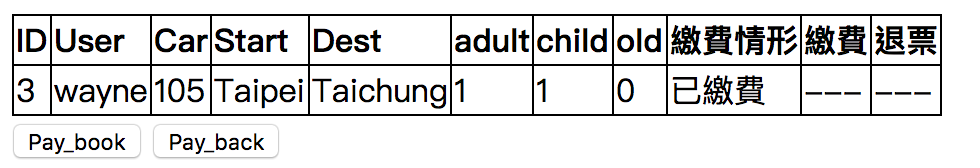 ID User Car Start Dest adult child old 繳費情形 繳費 退票
3 wayne 105 Taipei Taichung 1 1 0 已繳費 --- ---
Pay_book Pay_back